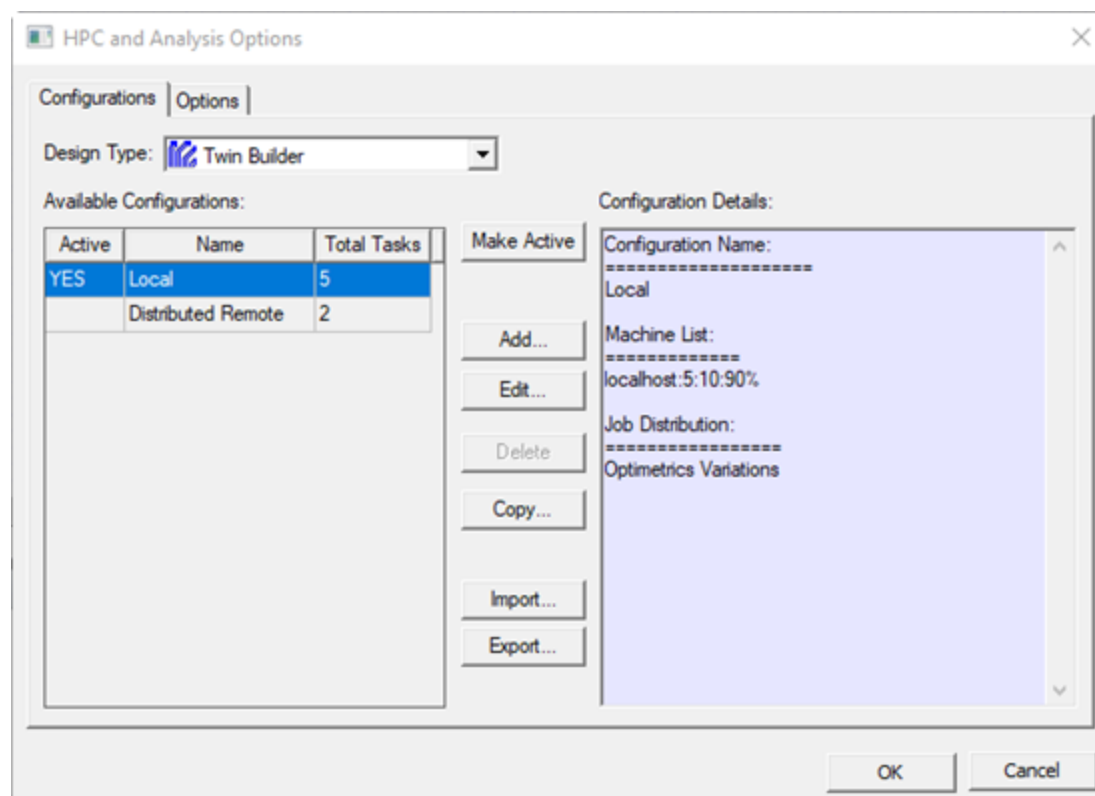 HPC and Analysis Options
Configurations Options
Design Type: Twin Builder
Available Configurations:
Active Name Total Tasks
YES Local 5
Distributed Remote 2
Make Active
Add...
Edit...
Delete
Copy...
Import...
Export...
Configuration Details:
Configuration Name:
====================
Local
Machine List:
=============
localhost:5:10:90%
Job Distribution:
=================
Optimetrics Variations
OK Cancel